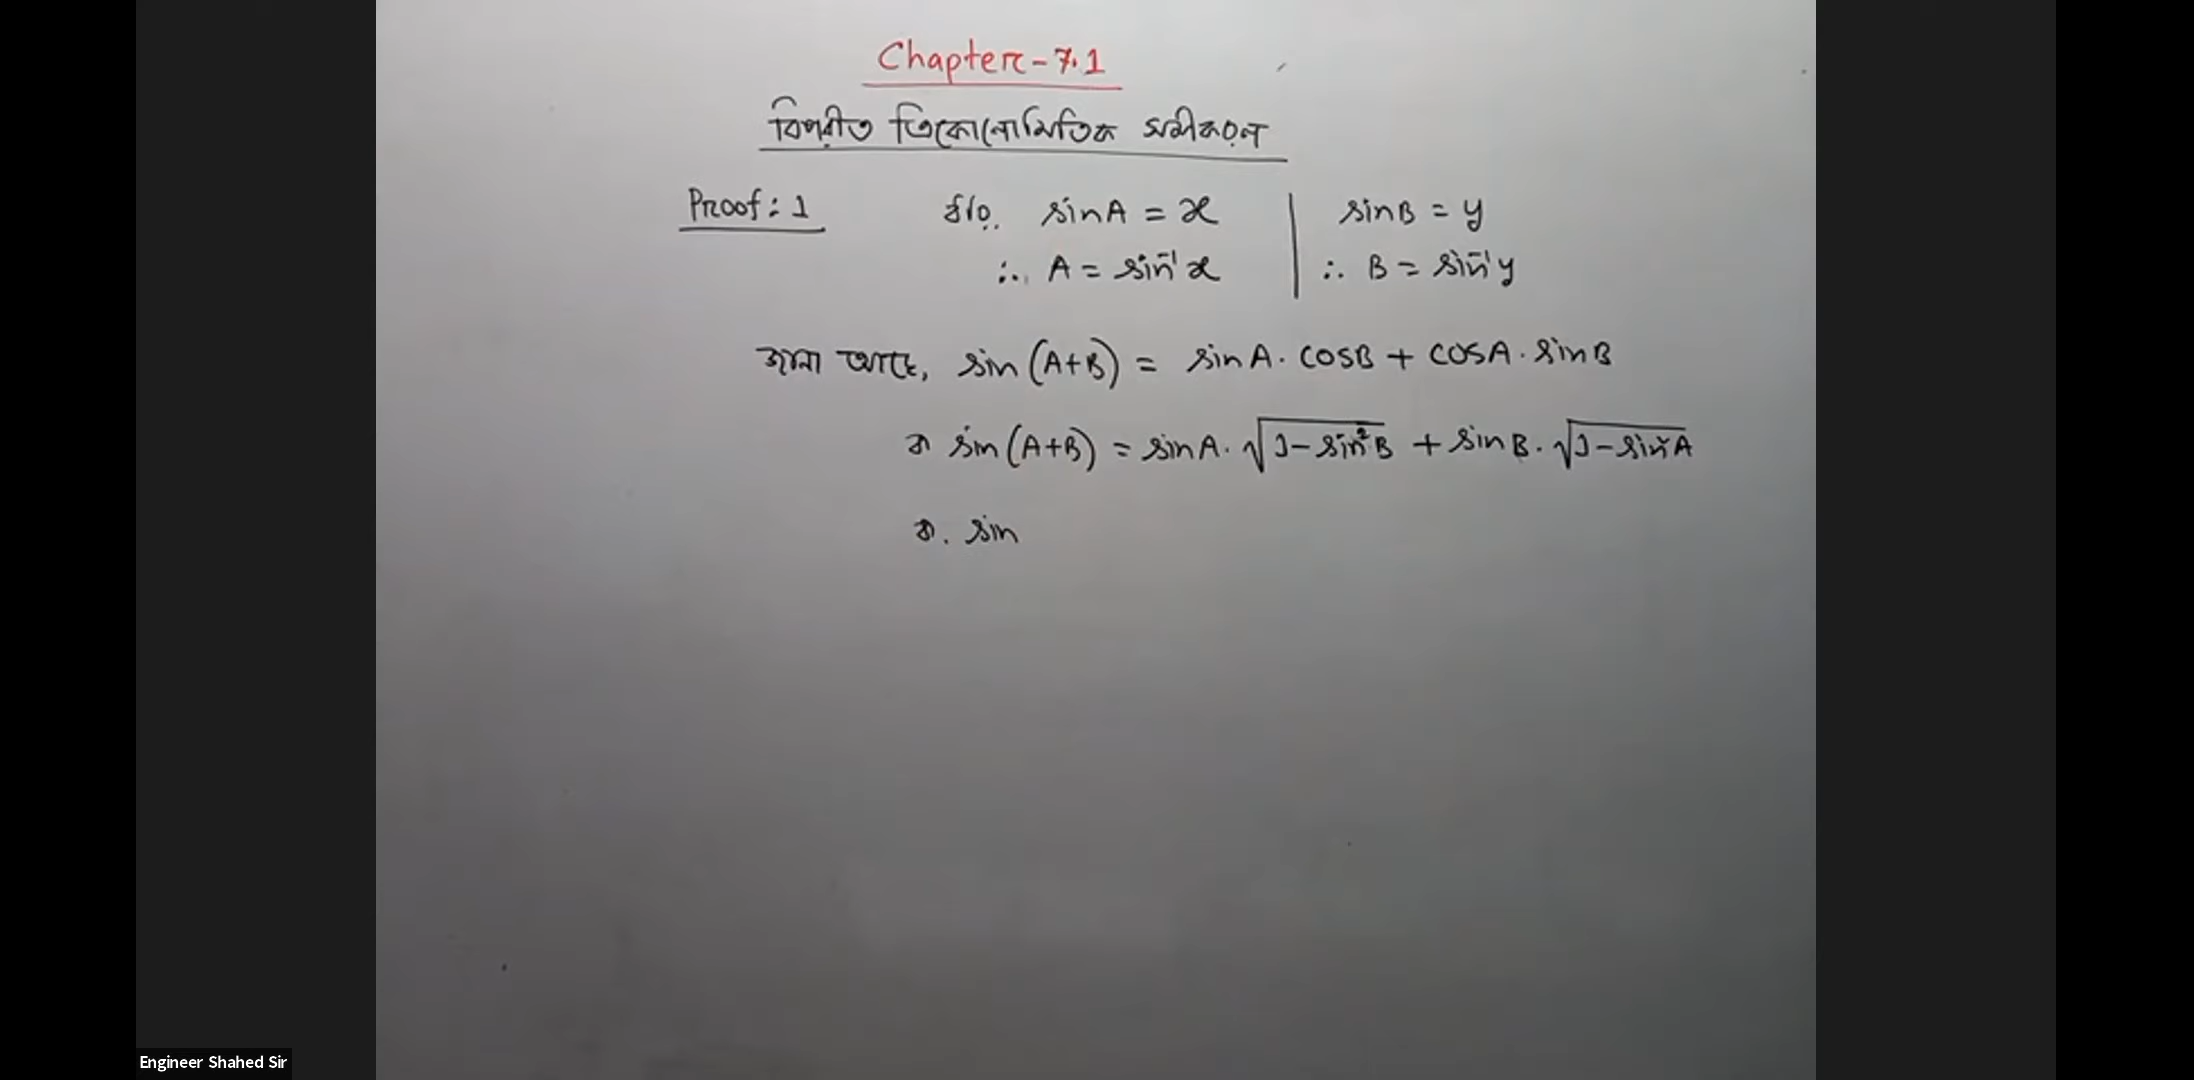 Chapter-7.1
বিপরীত ত্রিকোনোমিতিক সমীকরণ
Proof: 1
ধরি, sinA = x | sinB = y
∴ A = sin⁻¹x | ∴ B = sin⁻¹y
জানা আছে, sin(A+B) = sinA. cosB + cosA. sinB
বা sin(A+B) = sinA. √(1-sin²B) + sinB. √(1-sin²A)
বা. sin
Engineer Shahed Sir